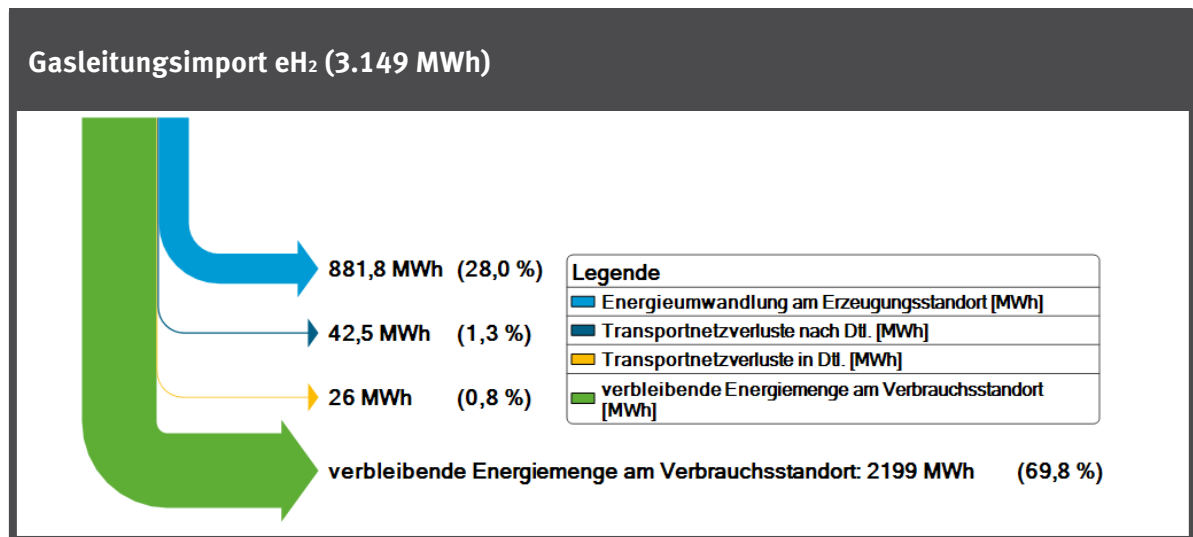 Gasleitungsimport eH₂ (3.149 MWh)
881,8 MWh (28,0 %)
42,5 MWh (1,3 %)
26 MWh (0,8 %)
Legende
Energieumwandlung am Erzeugungsstandort [MWh]
Transportnetzverluste nach Dtl. [MWh]
Transportnetzverluste in Dtl. [MWh]
verbleibende Energiemenge am Verbrauchsstandort
[MWh]
verbleibende Energiemenge am Verbrauchsstandort: 2199 MWh (69,8 %)